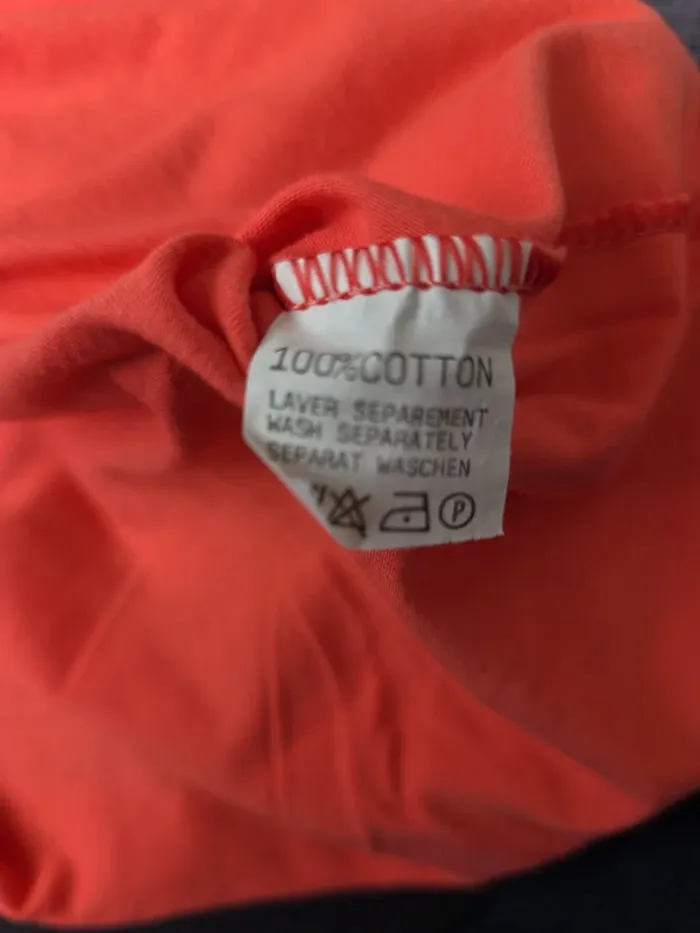 100%COTTON
LAVER SEPAREMENT
WASH SEPARATELY
SEPARAT WASCHEN
P